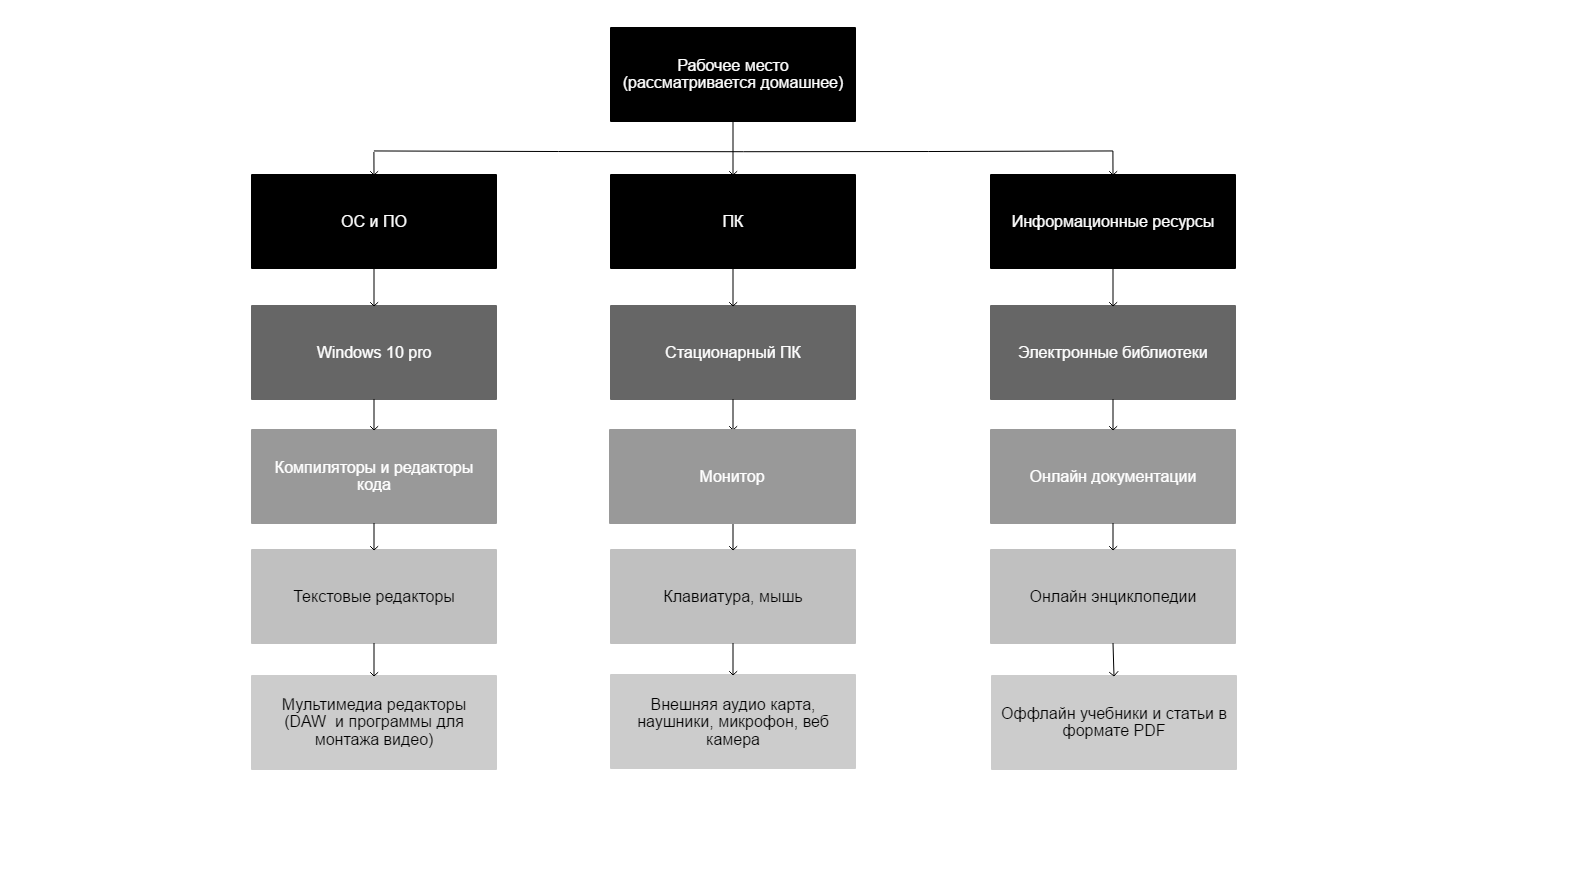 Рабочее место
(рассматривается домашнее)
ОС и ПО
ПК
Информационные ресурсы
Windows 10 pro
Стационарный ПК
Электронные библиотеки
Компиляторы и редакторы
кода
Монитор
Онлайн документации
Текстовые редакторы
Клавиатура, мышь
Онлайн энциклопедии
Мультимедиа редакторы
(DAW  и программы для
монтажа видео)
Внешняя аудио карта,
наушники, микрофон, веб
камера
Оффлайн учебники и статьи в
формате PDF